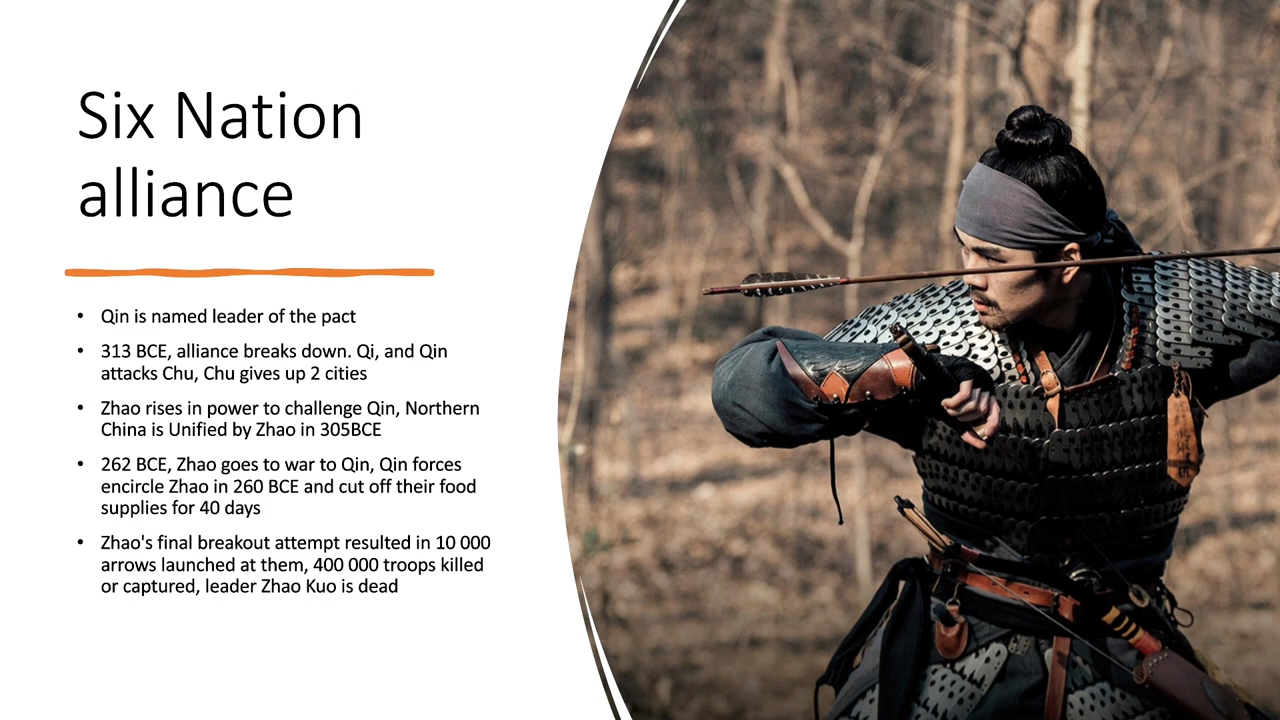 Six Nation
alliance
• Qin is named leader of the pact
• 313 BCE, alliance breaks down. Qi, and Qin
attacks Chu, Chu gives up 2 cities
• Zhao rises in power to challenge Qin, Northern
China is Unified by Zhao in 305BCE
• 262 BCE, Zhao goes to war to Qin, Qin forces
encircle Zhao in 260 BCE and cut off their food
supplies for 40 days
• Zhao's final breakout attempt resulted in 10 000
arrows launched at them, 400 000 troops killed
or captured, leader Zhao Kuo is dead